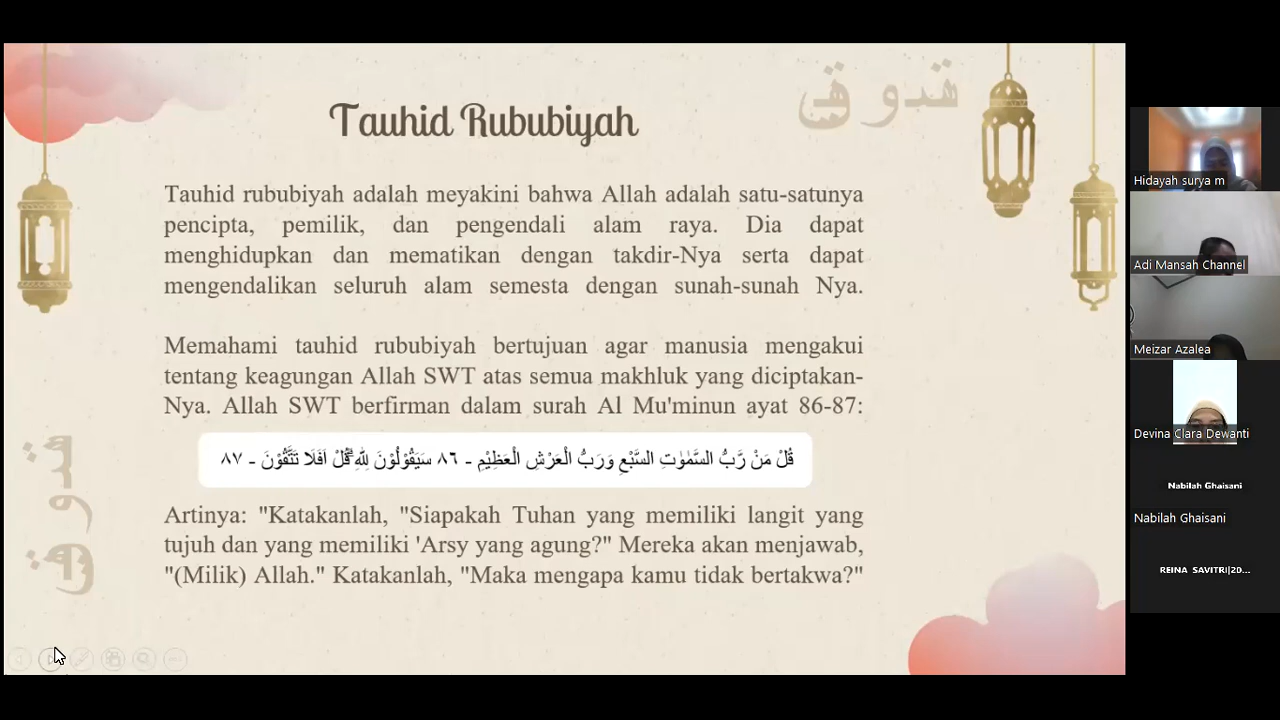 Tauhid Rububiyah
Tauhid rububiyah adalah meyakini bahwa Allah adalah satu-satunya
pencipta, pemilik, dan pengendali alam raya. Dia dapat
menghidupkan dan mematikan dengan takdir-Nya serta dapat
mengendalikan seluruh alam semesta dengan sunah-sunah Nya.
Memahami tauhid rububiyah bertujuan agar manusia mengakui
tentang keagungan Allah SWT atas semua makhluk yang diciptakan-
Nya. Allah SWT berfirman dalam surah Al Mu'minun ayat 86-87:
قُلْ مَنْ رَّبُّ السَّمٰوٰتِ السَّبْعِ وَرَبُّ الْعَرْشِ الْعَظِيْمِ - ٨٦ سَيَقُوْلُوْنَ لِلّٰهِ ۗقُلْ اَفَلَا تَتَّقُوْنَ - ٨٧
Artinya: "Katakanlah, "Siapakah Tuhan yang memiliki langit yang
tujuh dan yang memiliki 'Arsy yang agung?" Mereka akan menjawab,
"(Milik) Allah." Katakanlah, "Maka mengapa kamu tidak bertakwa?"
Hidayah surya m
Adi Mansah Channel
Meizar Azalea
Devina Clara Dewanti
Nabilah Ghaisani
Nabilah Ghaisani
REINA SAVITRI|20...